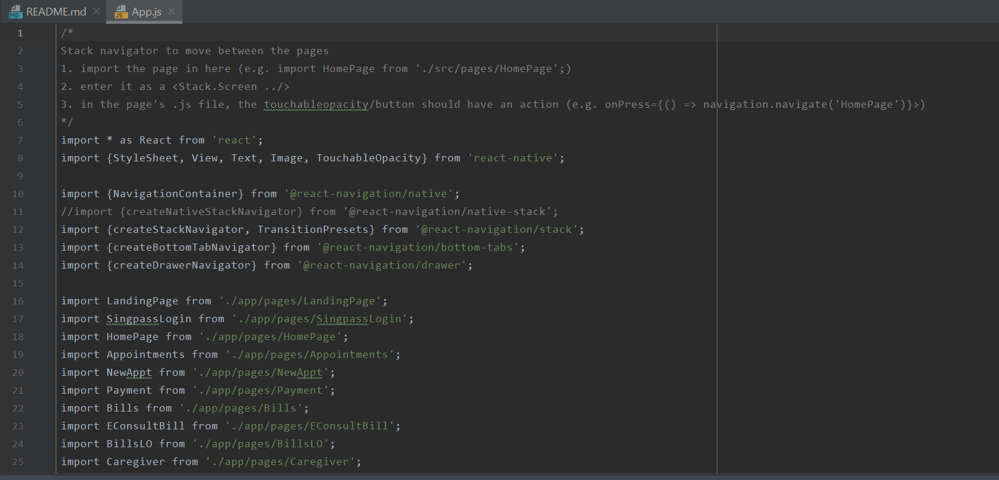 README.md App.js
1 /*
2 Stack navigator to move between the pages
3 1. import the page in here (e.g. import HomePage from './src/pages/HomePage';)
4 2. enter it as a <Stack.Screen ../>
5 3. in the page's .js file, the touchableopacity/button should have an action (e.g. onPress={() => navigation.navigate('HomePage')}>)
6 */
7 import * as React from 'react';
8 import {StyleSheet, View, Text, Image, TouchableOpacity} from 'react-native';
9
10 import {NavigationContainer} from '@react-navigation/native';
11 //import {createNativeStackNavigator} from '@react-navigation/native-stack';
12 import {createStackNavigator, TransitionPresets} from '@react-navigation/stack';
13 import {createBottomTabNavigator} from '@react-navigation/bottom-tabs';
14 import {createDrawerNavigator} from '@react-navigation/drawer';
15
16 import LandingPage from './app/pages/LandingPage';
17 import SingpassLogin from './app/pages/SingpassLogin';
18 import HomePage from './app/pages/HomePage';
19 import Appointments from './app/pages/Appointments';
20 import NewAppt from './app/pages/NewAppt';
21 import Payment from './app/pages/Payment';
22 import Bills from './app/pages/Bills';
23 import EConsultBill from './app/pages/EConsultBill';
24 import BillsLO from './app/pages/BillsLO';
25 import Caregiver from './app/pages/Caregiver';